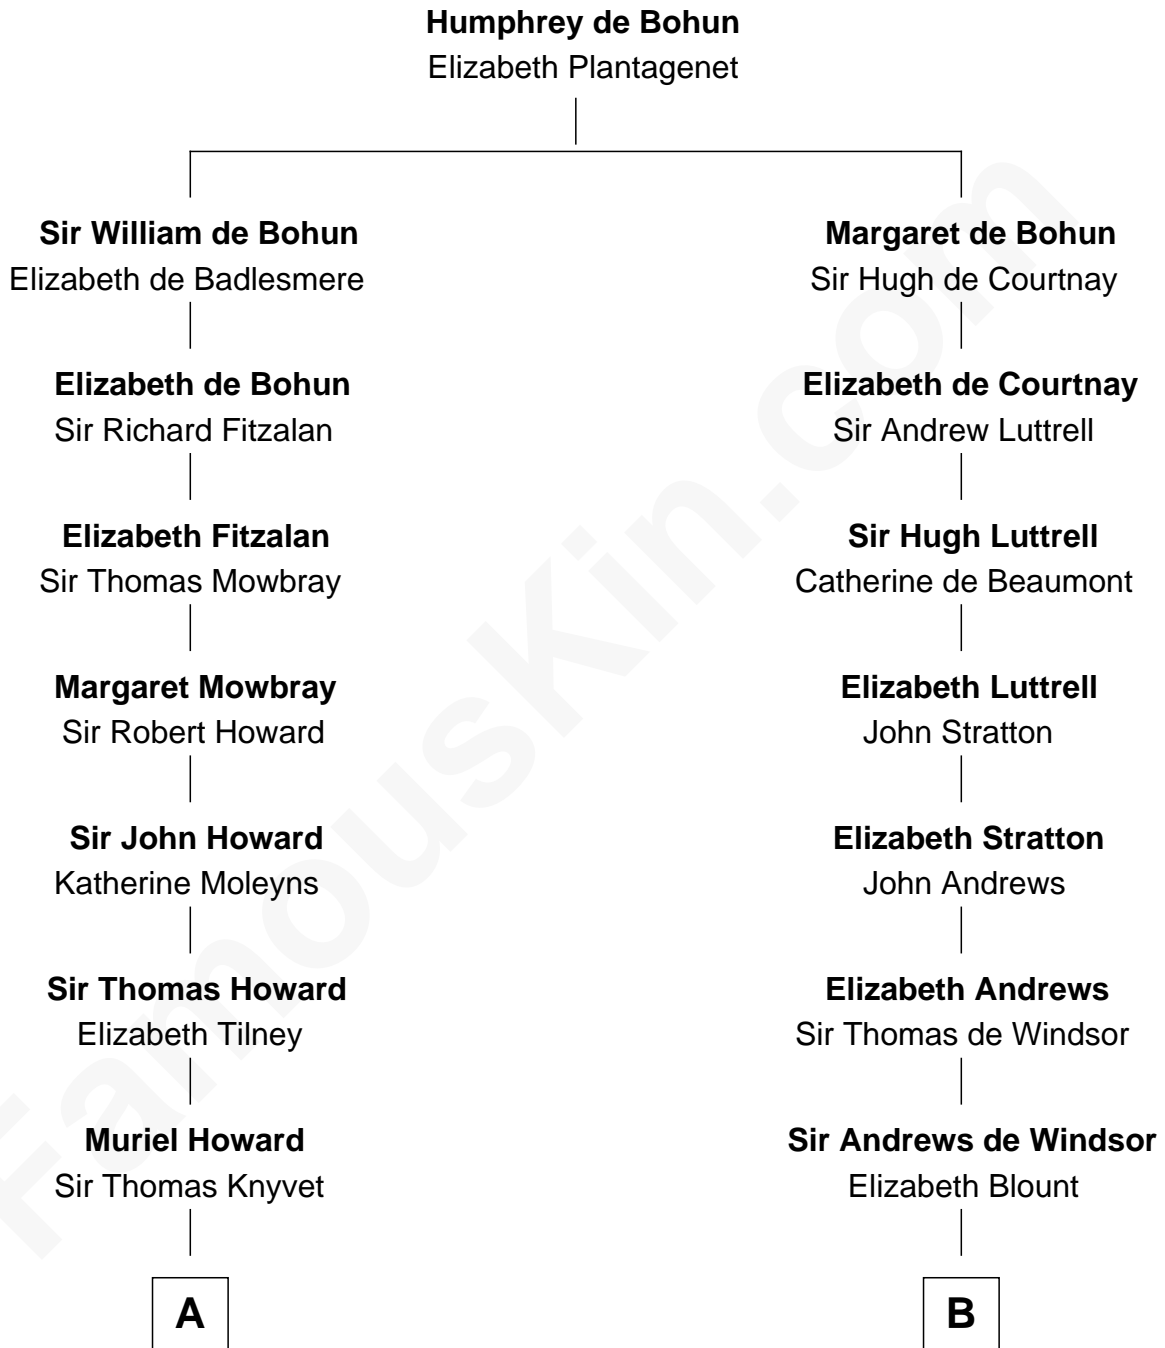 Humphrey de Bohun
Elizabeth Plantagenet
Sir William de Bohun
Elizabeth de Badlesmere
Margaret de Bohun
Sir Hugh de Courtnay
Elizabeth de Bohun
Sir Richard Fitzalan
Elizabeth de Courtnay
Sir Andrew Luttrell
Elizabeth Fitzalan
Sir Thomas Mowbray
Sir Hugh Luttrell
Catherine de Beaumont
Margaret Mowbray
Sir Robert Howard
Elizabeth Luttrell
John Stratton
Sir John Howard
Katherine Moleyns
Elizabeth Stratton
John Andrews
Sir Thomas Howard
Elizabeth Tilney
Elizabeth Andrews
Sir Thomas de Windsor
Muriel Howard
Sir Thomas Knyvet
Sir Andrews de Windsor
Elizabeth Blount
A
B
FamousKin.com